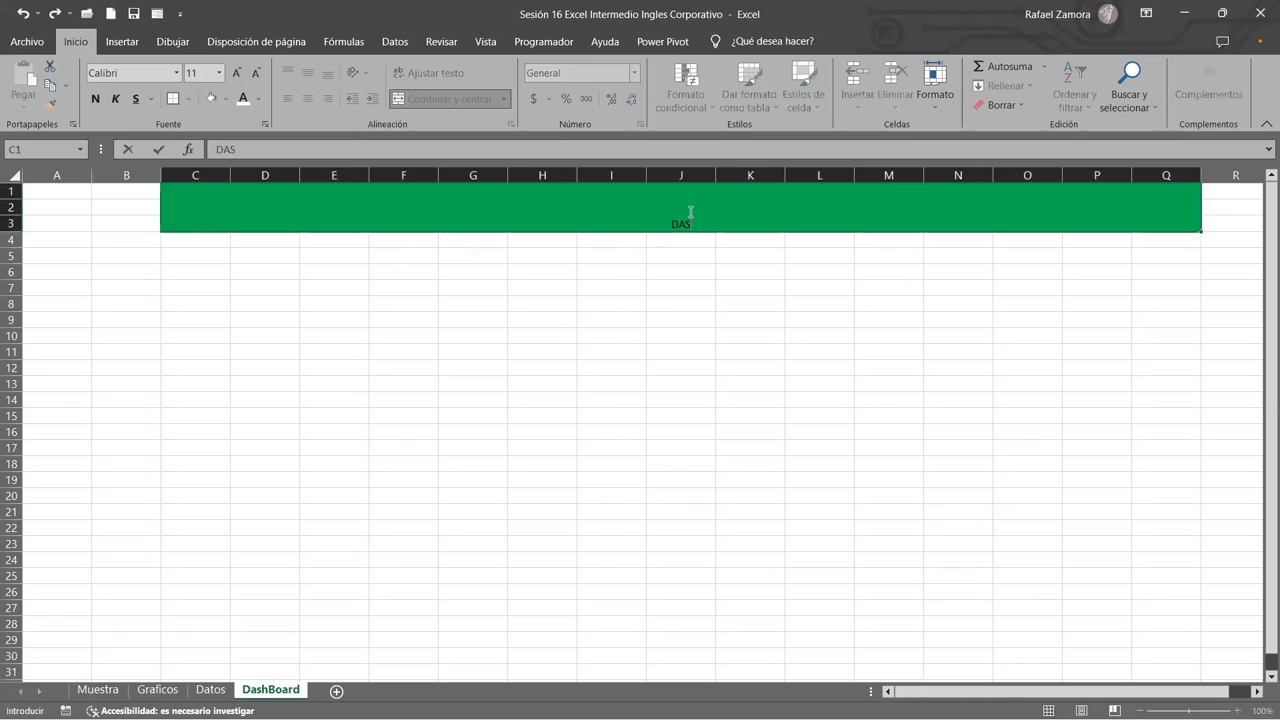 Sesión 16 Excel Intermedio Ingles Corporativo - Excel
Rafael Zamora
Archivo Inicio Insertar Dibujar Disposición de página Fórmulas Datos Revisar Vista Programador Ayuda Power Pivot ¿Qué desea hacer?
Pegar
Calibri 11
N K S
A
Ajustar texto
Combinar y centrar
General
$ % 000
Formato condicional
Dar formato como tabla
Estilos de celda
Insertar Eliminar Formato
Autosuma
Rellenar
Borrar
Ordenar y filtrar
Buscar y seleccionar
Complementos
Portapapeles Fuente Alineación Número Estilos Celdas Edición Complementos
C1 fx DAS
A B C D E F G H I J K L M N O P Q R
1
2
3 DAS
4
5
6
7
8
9
10
11
12
13
14
15
16
17
18
19
20
21
22
23
24
25
26
27
28
29
30
31
Muestra Graficos Datos DashBoard
Introducir Accesibilidad: es necesario investigar 100%